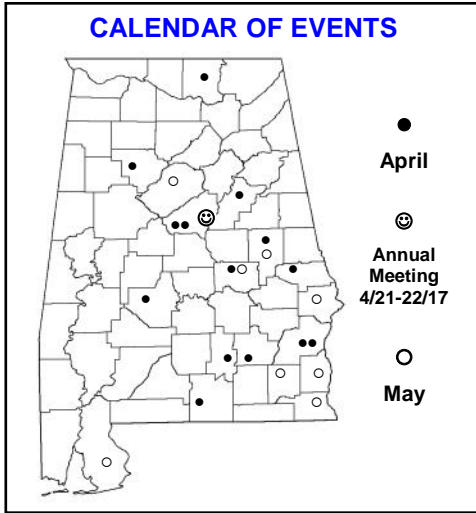 CALENDAR OF EVENTS
April
Annual
Meeting
4/21-22/17
May